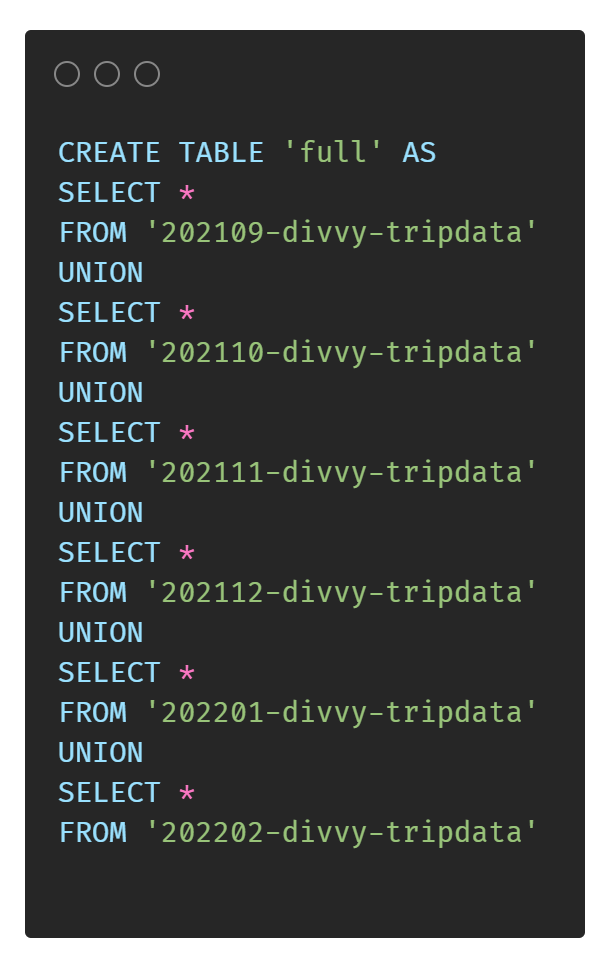 CREATE TABLE 'full' AS
SELECT *
FROM '202109-divvy-tripdata'
UNION
SELECT *
FROM '202110-divvy-tripdata'
UNION
SELECT *
FROM '202111-divvy-tripdata'
UNION
SELECT *
FROM '202112-divvy-tripdata'
UNION
SELECT *
FROM '202201-divvy-tripdata'
UNION
SELECT *
FROM '202202-divvy-tripdata'